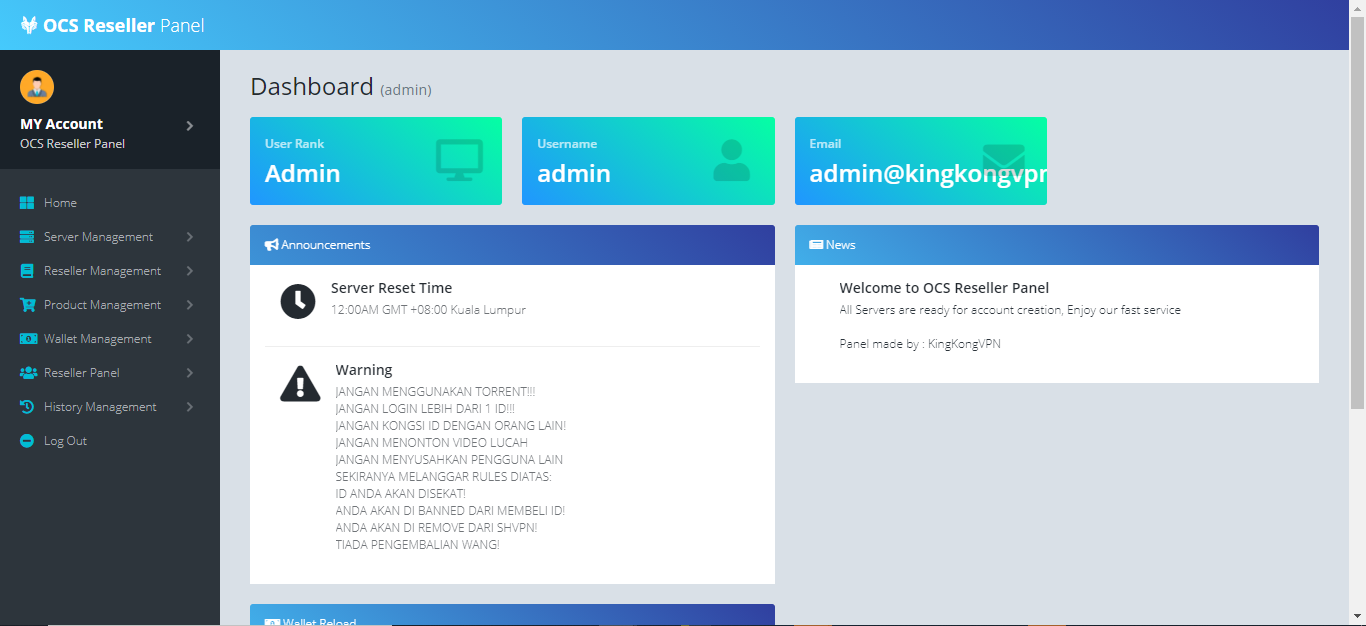 OCS Reseller Panel
MY Account
OCS Reseller Panel
Home
Server Management
Reseller Management
Product Management
Wallet Management
Reseller Panel
History Management
Log Out
Dashboard (admin)
User Rank
Admin
Username
admin
Email
admin@kingkongvpn
Announcements
Server Reset Time
12:00AM GMT +08:00 Kuala Lumpur
Warning
JANGAN MENGGUNAKAN TORRENT!!!
JANGAN LOGIN LEBIH DARI 1 ID!!!
JANGAN KONGSI ID DENGAN ORANG LAIN!
JANGAN MENONTON VIDEO LUCAH
JANGAN MENYUSAHKAN PENGGUNA LAIN
SEKIRANYA MELANGGAR RULES DIATAS:
ID ANDA AKAN DISEKAT!
ANDA AKAN DI BANNED DARI MEMBELI ID!
ANDA AKAN DI REMOVE DARI SHVPN!
TIADA PENGEMBALIAN WANG!
News
Welcome to OCS Reseller Panel
All Servers are ready for account creation, Enjoy our fast service
Panel made by : KingKongVPN
Wallet Reload